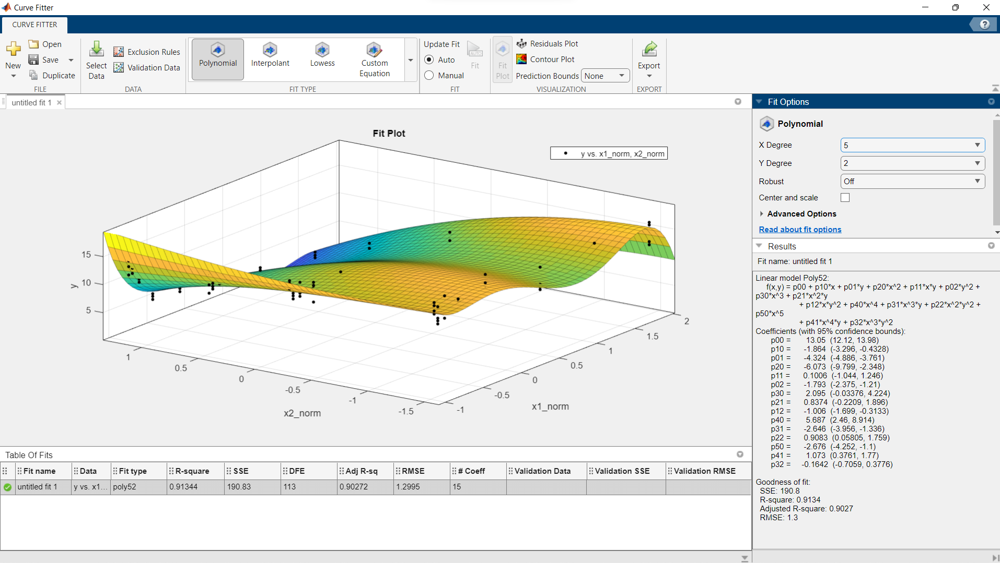 Curve Fitter
CURVE FITTER
New
Open
Save
Duplicate
FILE
Select Data
Exclusion Rules
Validation Data
DATA
Polynomial
Interpolant
Lowess
Custom Equation
FIT TYPE
Update Fit
Auto
Manual
AUTO
Fit
FIT
Fit Plot
Residuals Plot
Contour Plot
Prediction Bounds None
VISUALIZATION
Export
EXPORT
untitled fit 1
Fit Plot
y vs. x1_norm, x2_norm
15
10
5
y
1
0.5
0
-0.5
-1
-1.5
x2_norm
-1
-0.5
0
0.5
1
1.5
2
x1_norm
Fit Options
Polynomial
X Degree 5
Y Degree 2
Robust Off
Center and scale
Advanced Options
Read about fit options
Results
Fit name: untitled fit 1
Linear model Poly52:
f(x,y) = p00 + p10*x + p01*y + p20*x^2 + p11*x*y + p02*y^2 +
p30*x^3 + p21*x^2*y
+ p12*x*y^2 + p40*x^4 + p31*x^3*y + p22*x^2*y^2 +
p50*x^5
+ p41*x^4*y + p32*x^3*y^2
Coefficients (with 95% confidence bounds):
p00 = 13.05 (12.12, 13.98)
p10 = -1.864 (-3.296, -0.4328)
p01 = -4.324 (-4.886, -3.761)
p20 = -6.073 (-9.799, -2.348)
p11 = 0.1006 (-1.044, 1.246)
p02 = -1.793 (-2.375, -1.21)
p30 = 2.095 (-0.03376, 4.224)
p21 = 0.8374 (-0.2209, 1.896)
p12 = -1.006 (-1.699, -0.3133)
p40 = 5.687 (2.46, 8.914)
p31 = -2.646 (-3.956, -1.336)
p22 = 0.9083 (0.05805, 1.759)
p50 = -2.676 (-4.252, -1.1)
p41 = 1.073 (0.3761, 1.77)
p32 = -0.1642 (-0.7059, 0.3776)
Goodness of fit:
SSE: 190.8
R-square: 0.9134
Adjusted R-square: 0.9027
RMSE: 1.3
Table Of Fits
Fit name Data Fit type R-square SSE DFE Adj R-sq RMSE # Coeff Validation Data Validation SSE Validation RMSE
untitled fit 1 y vs. x1... poly52 0.91344 190.83 113 0.90272 1.2995 15